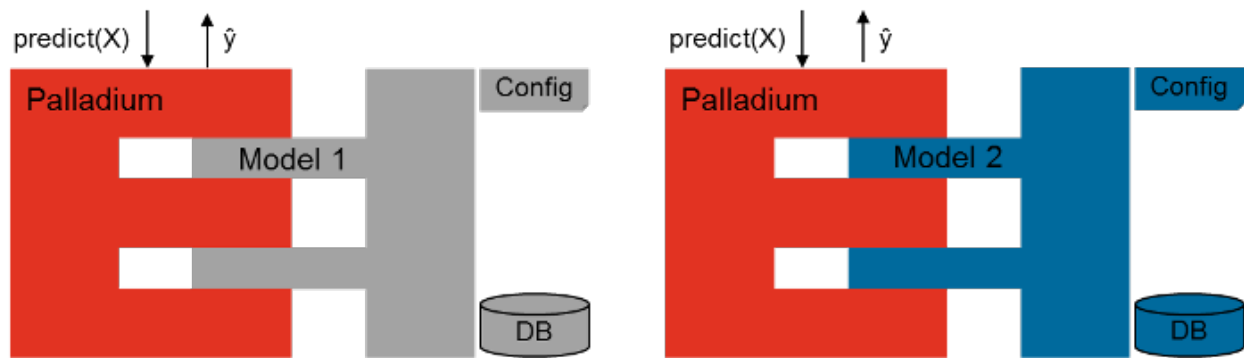 predict(X) ŷ
Palladium
Config
Model 1
DB
predict(X) ŷ
Palladium
Config
Model 2
DB